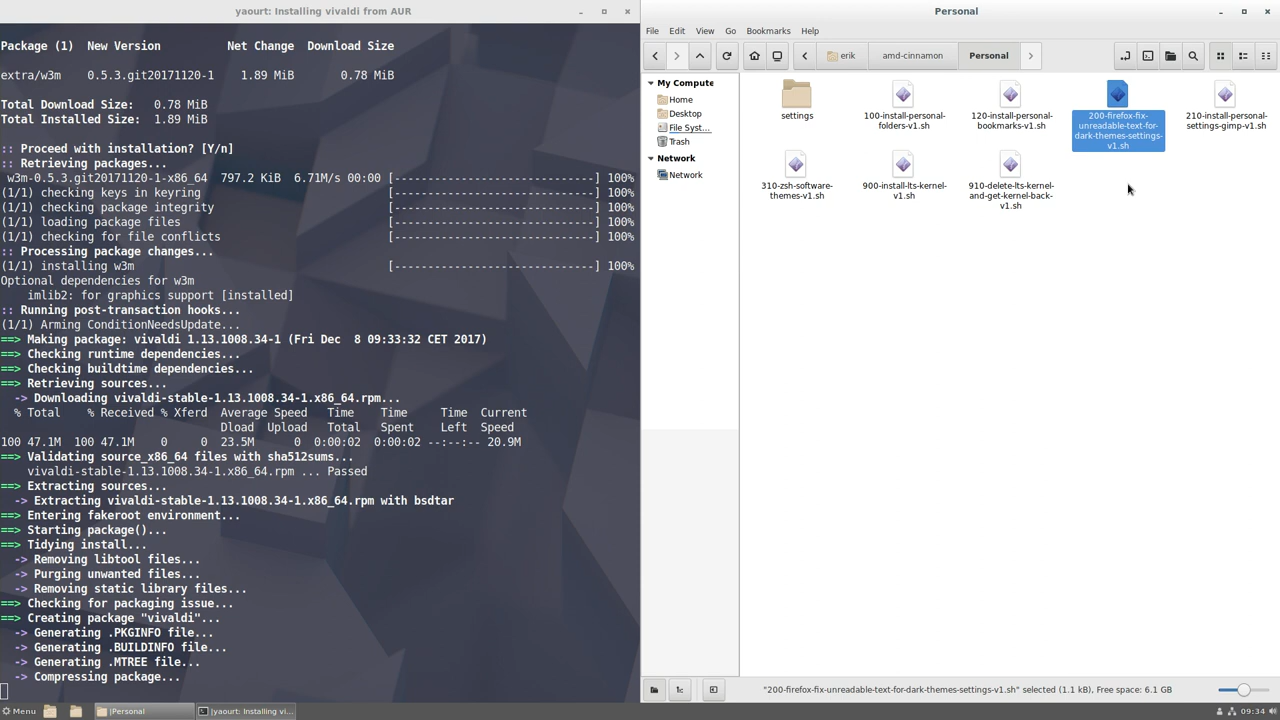 yaourt: Installing vivaldi from AUR
Package (1)  New Version          Net Change  Download Size
extra/w3m    0.5.3.git20171120-1    1.89 MiB       0.78 MiB
Total Download Size:   0.78 MiB
Total Installed Size:  1.89 MiB
:: Proceed with installation? [Y/n]
:: Retrieving packages...
w3m-0.5.3.git20171120-1-x86_64  797.2 KiB  6.71M/s 00:00 [------------------------------] 100%
(1/1) checking keys in keyring                            [------------------------------] 100%
(1/1) checking package integrity                          [------------------------------] 100%
(1/1) loading package files                               [------------------------------] 100%
(1/1) checking for file conflicts                         [------------------------------] 100%
:: Processing package changes...
(1/1) installing w3m                                      [------------------------------] 100%
Optional dependencies for w3m
imlib2: for graphics support [installed]
:: Running post-transaction hooks...
(1/1) Arming ConditionNeedsUpdate...
==> Making package: vivaldi 1.13.1008.34-1 (Fri Dec  8 09:33:32 CET 2017)
==> Checking runtime dependencies...
==> Checking buildtime dependencies...
==> Retrieving sources...
-> Downloading vivaldi-stable-1.13.1008.34-1.x86_64.rpm...
% Total    % Received % Xferd  Average Speed   Time    Time     Time  Current
Dload  Upload   Total   Spent    Left  Speed
100 47.1M  100 47.1M    0     0  23.5M      0  0:00:02  0:00:02 --:--:-- 20.9M
==> Validating source_x86_64 files with sha512sums...
vivaldi-stable-1.13.1008.34-1.x86_64.rpm ... Passed
==> Extracting sources...
-> Extracting vivaldi-stable-1.13.1008.34-1.x86_64.rpm with bsdtar
==> Entering fakeroot environment...
==> Starting package()...
==> Tidying install...
-> Removing libtool files...
-> Purging unwanted files...
-> Removing static library files...
==> Checking for packaging issue...
==> Creating package "vivaldi"...
-> Generating .PKGINFO file...
-> Generating .BUILDINFO file...
-> Generating .MTREE file...
-> Compressing package...
Personal
File Edit View Go Bookmarks Help
erik amd-cinnamon Personal
My Compute
Home
Desktop
File Syst...
Trash
Network
Network
settings
100-install-personal-
folders-v1.sh
120-install-personal-
bookmarks-v1.sh
200-firefox-fix-
unreadable-text-for-
dark-themes-settings-
v1.sh
210-install-personal-
settings-gimp-v1.sh
310-zsh-software-
themes-v1.sh
900-install-lts-kernel-
v1.sh
910-delete-lts-kernel-
and-get-kernel-back-
v1.sh
"200-firefox-fix-unreadable-text-for-dark-themes-settings-v1.sh" selected (1.1 kB), Free space: 6.1 GB
Menu
|Personal
|yaourt: Installing vi...
09:34